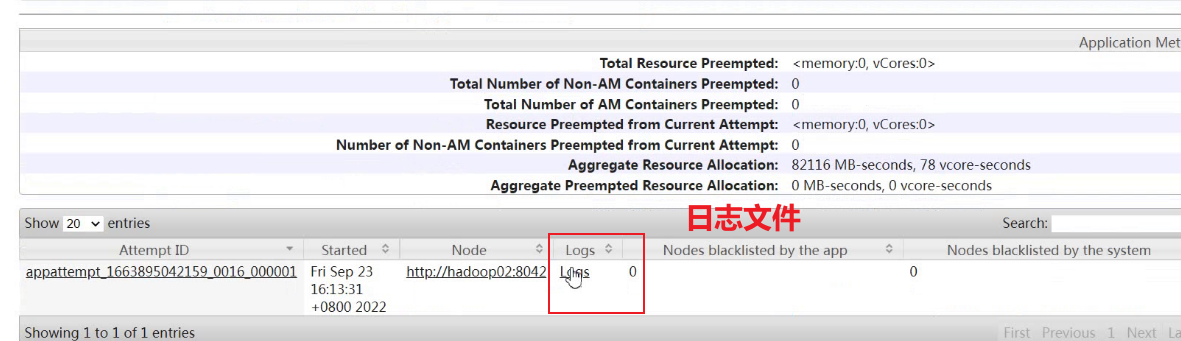 Application Met
Total Resource Preempted: <memory:0, vCores:0>
Total Number of Non-AM Containers Preempted: 0
Total Number of AM Containers Preempted: 0
Resource Preempted from Current Attempt: <memory:0, vCores:0>
Number of Non-AM Containers Preempted from Current Attempt: 0
Aggregate Resource Allocation: 82116 MB-seconds, 78 vcore-seconds
Aggregate Preempted Resource Allocation: 0 MB-seconds, 0 vcore-seconds
日志文件
Show 20 entries Search:
Attempt ID Started Node Logs Nodes blacklisted by the app Nodes blacklisted by the system
appattempt_1663895042159_0016_000001 Fri Sep 23 http://hadoop02:8042 Logs 0 0
16:13:31
+0800 2022
Showing 1 to 1 of 1 entries First Previous 1 Next La